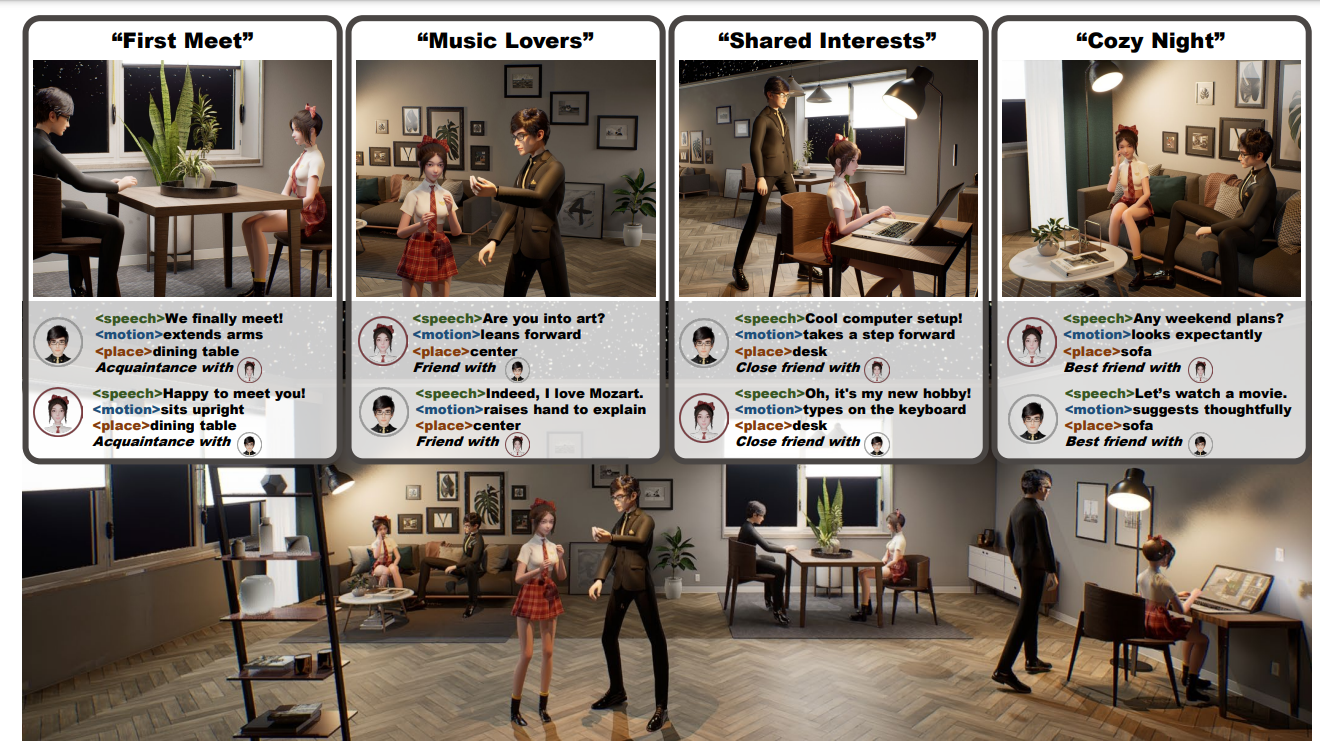 “First Meet”
<speech>We finally meet!
<motion>extends arms
<place>dining table
Acquaintance with
<speech>Happy to meet you!
<motion>sits upright
<place>dining table
Acquaintance with
“Music Lovers”
<speech>Are you into art?
<motion>leans forward
<place>center
Friend with
<speech>Indeed, I love Mozart.
<motion>raises hand to explain
<place>center
Friend with
“Shared Interests”
<speech>Cool computer setup!
<motion>takes a step forward
<place>desk
Close friend with
<speech>Oh, it's my new hobby!
<motion>types on the keyboard
<place>desk
Close friend with
“Cozy Night”
<speech>Any weekend plans?
<motion>looks expectantly
<place>sofa
Best friend with
<speech>Let’s watch a movie.
<motion>suggests thoughtfully
<place>sofa
Best friend with